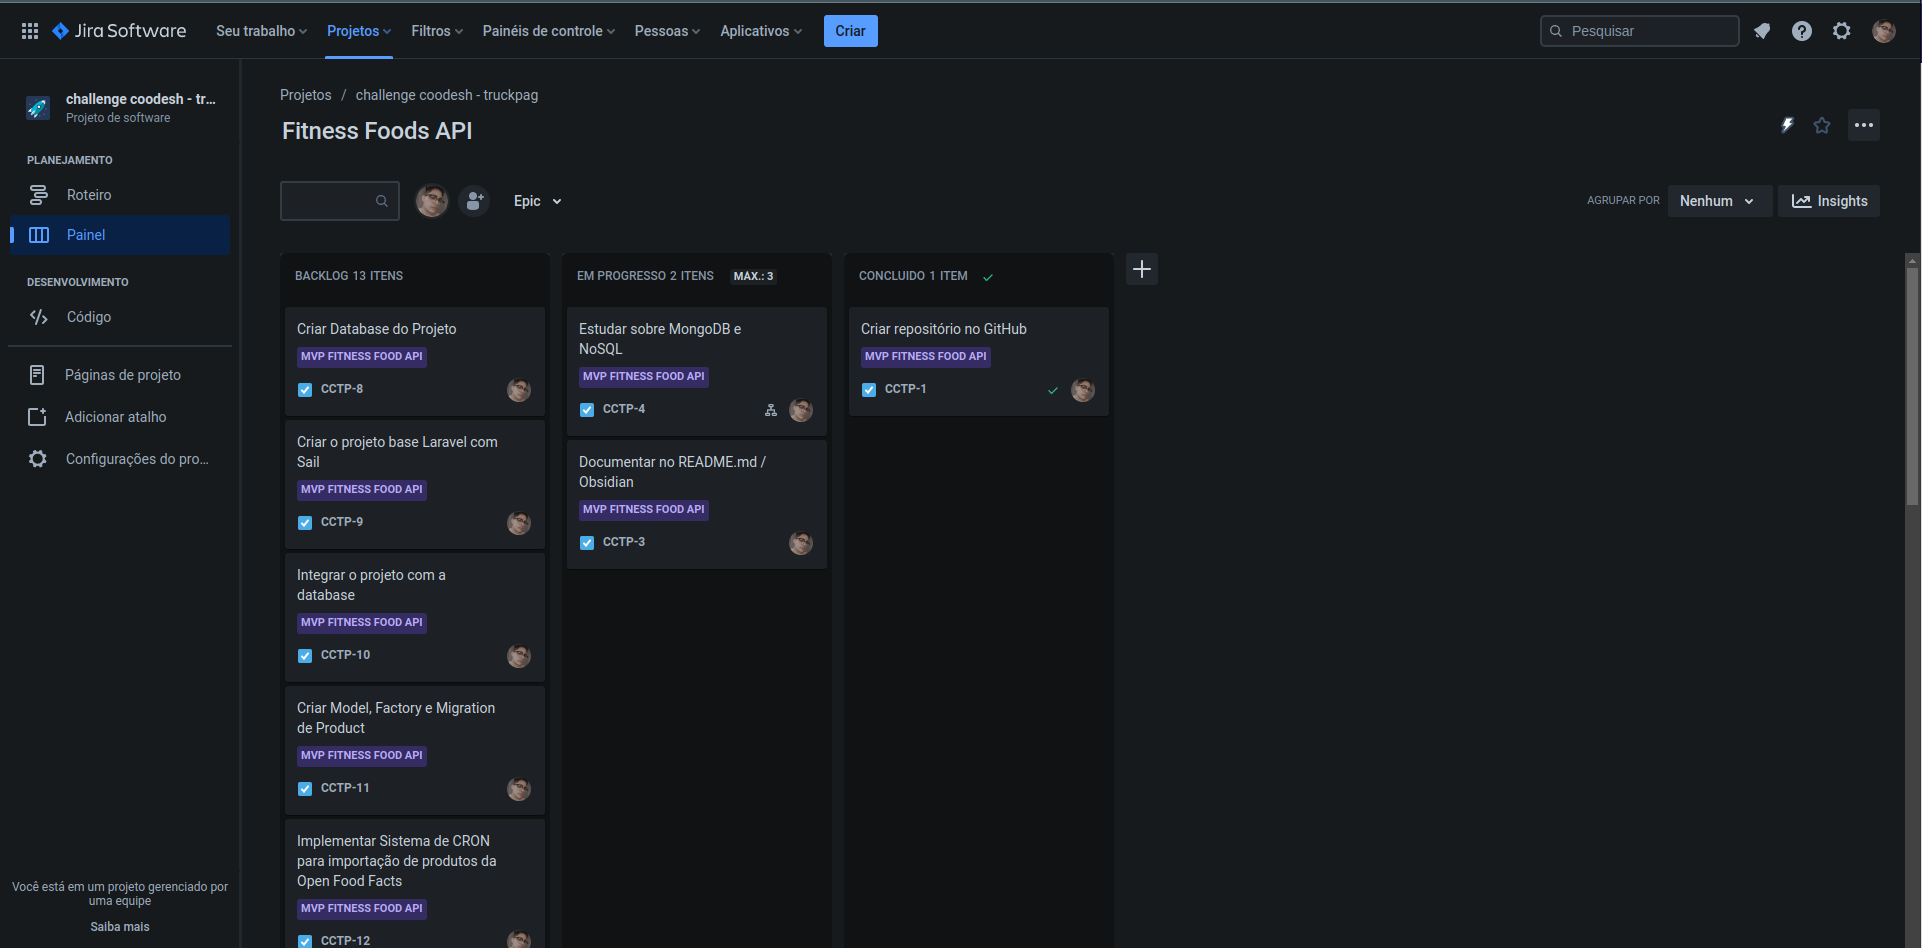 Jira Software
Seu trabalho
Projetos
Filtros
Painéis de controle
Pessoas
Aplicativos
Criar
Pesquisar
challenge coodesh - tr...
Projeto de software
PLANEJAMENTO
Roteiro
Painel
DESENVOLVIMENTO
Código
Páginas de projeto
Adicionar atalho
Configurações do pro...
Você está em um projeto gerenciado por
uma equipe
Saiba mais
Projetos / challenge coodesh - truckpag
Fitness Foods API
Epic
AGRUPAR POR
Nenhum
Insights
BACKLOG 13 ITENS
Criar Database do Projeto
MVP FITNESS FOOD API
CCTP-8
Criar o projeto base Laravel com
Sail
MVP FITNESS FOOD API
CCTP-9
Integrar o projeto com a
database
MVP FITNESS FOOD API
CCTP-10
Criar Model, Factory e Migration
de Product
MVP FITNESS FOOD API
CCTP-11
Implementar Sistema de CRON
para importação de produtos da
Open Food Facts
MVP FITNESS FOOD API
CCTP-12
EM PROGRESSO 2 ITENS
MÁX.: 3
Estudar sobre MongoDB e
NoSQL
MVP FITNESS FOOD API
CCTP-4
Documentar no README.md /
Obsidian
MVP FITNESS FOOD API
CCTP-3
CONCLUIDO 1 ITEM
Criar repositório no GitHub
MVP FITNESS FOOD API
CCTP-1